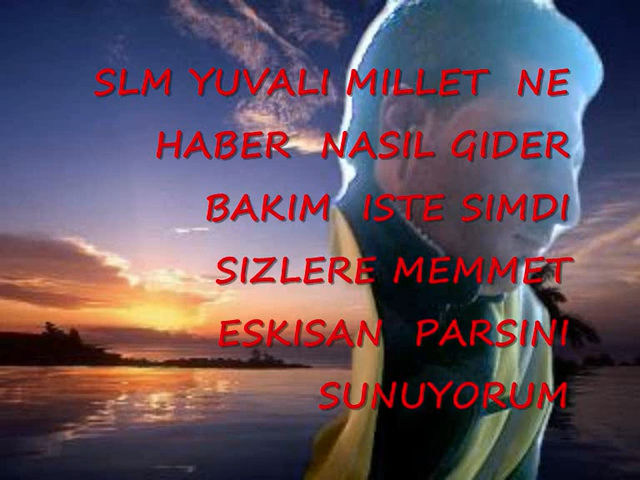 SLM YUVALI MILLET NE
HABER NASIL GIDER
BAKIM ISTE SIMDI
SIZLERE MEMMET
ESKISAN PARSINI
SUNUYORUM